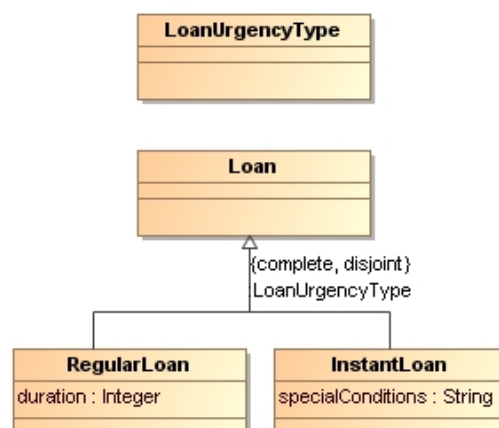 LoanUrgencyType
Loan
{complete, disjoint}
:LoanUrgencyType
RegularLoan
duration : Integer
InstantLoan
specialConditions : String